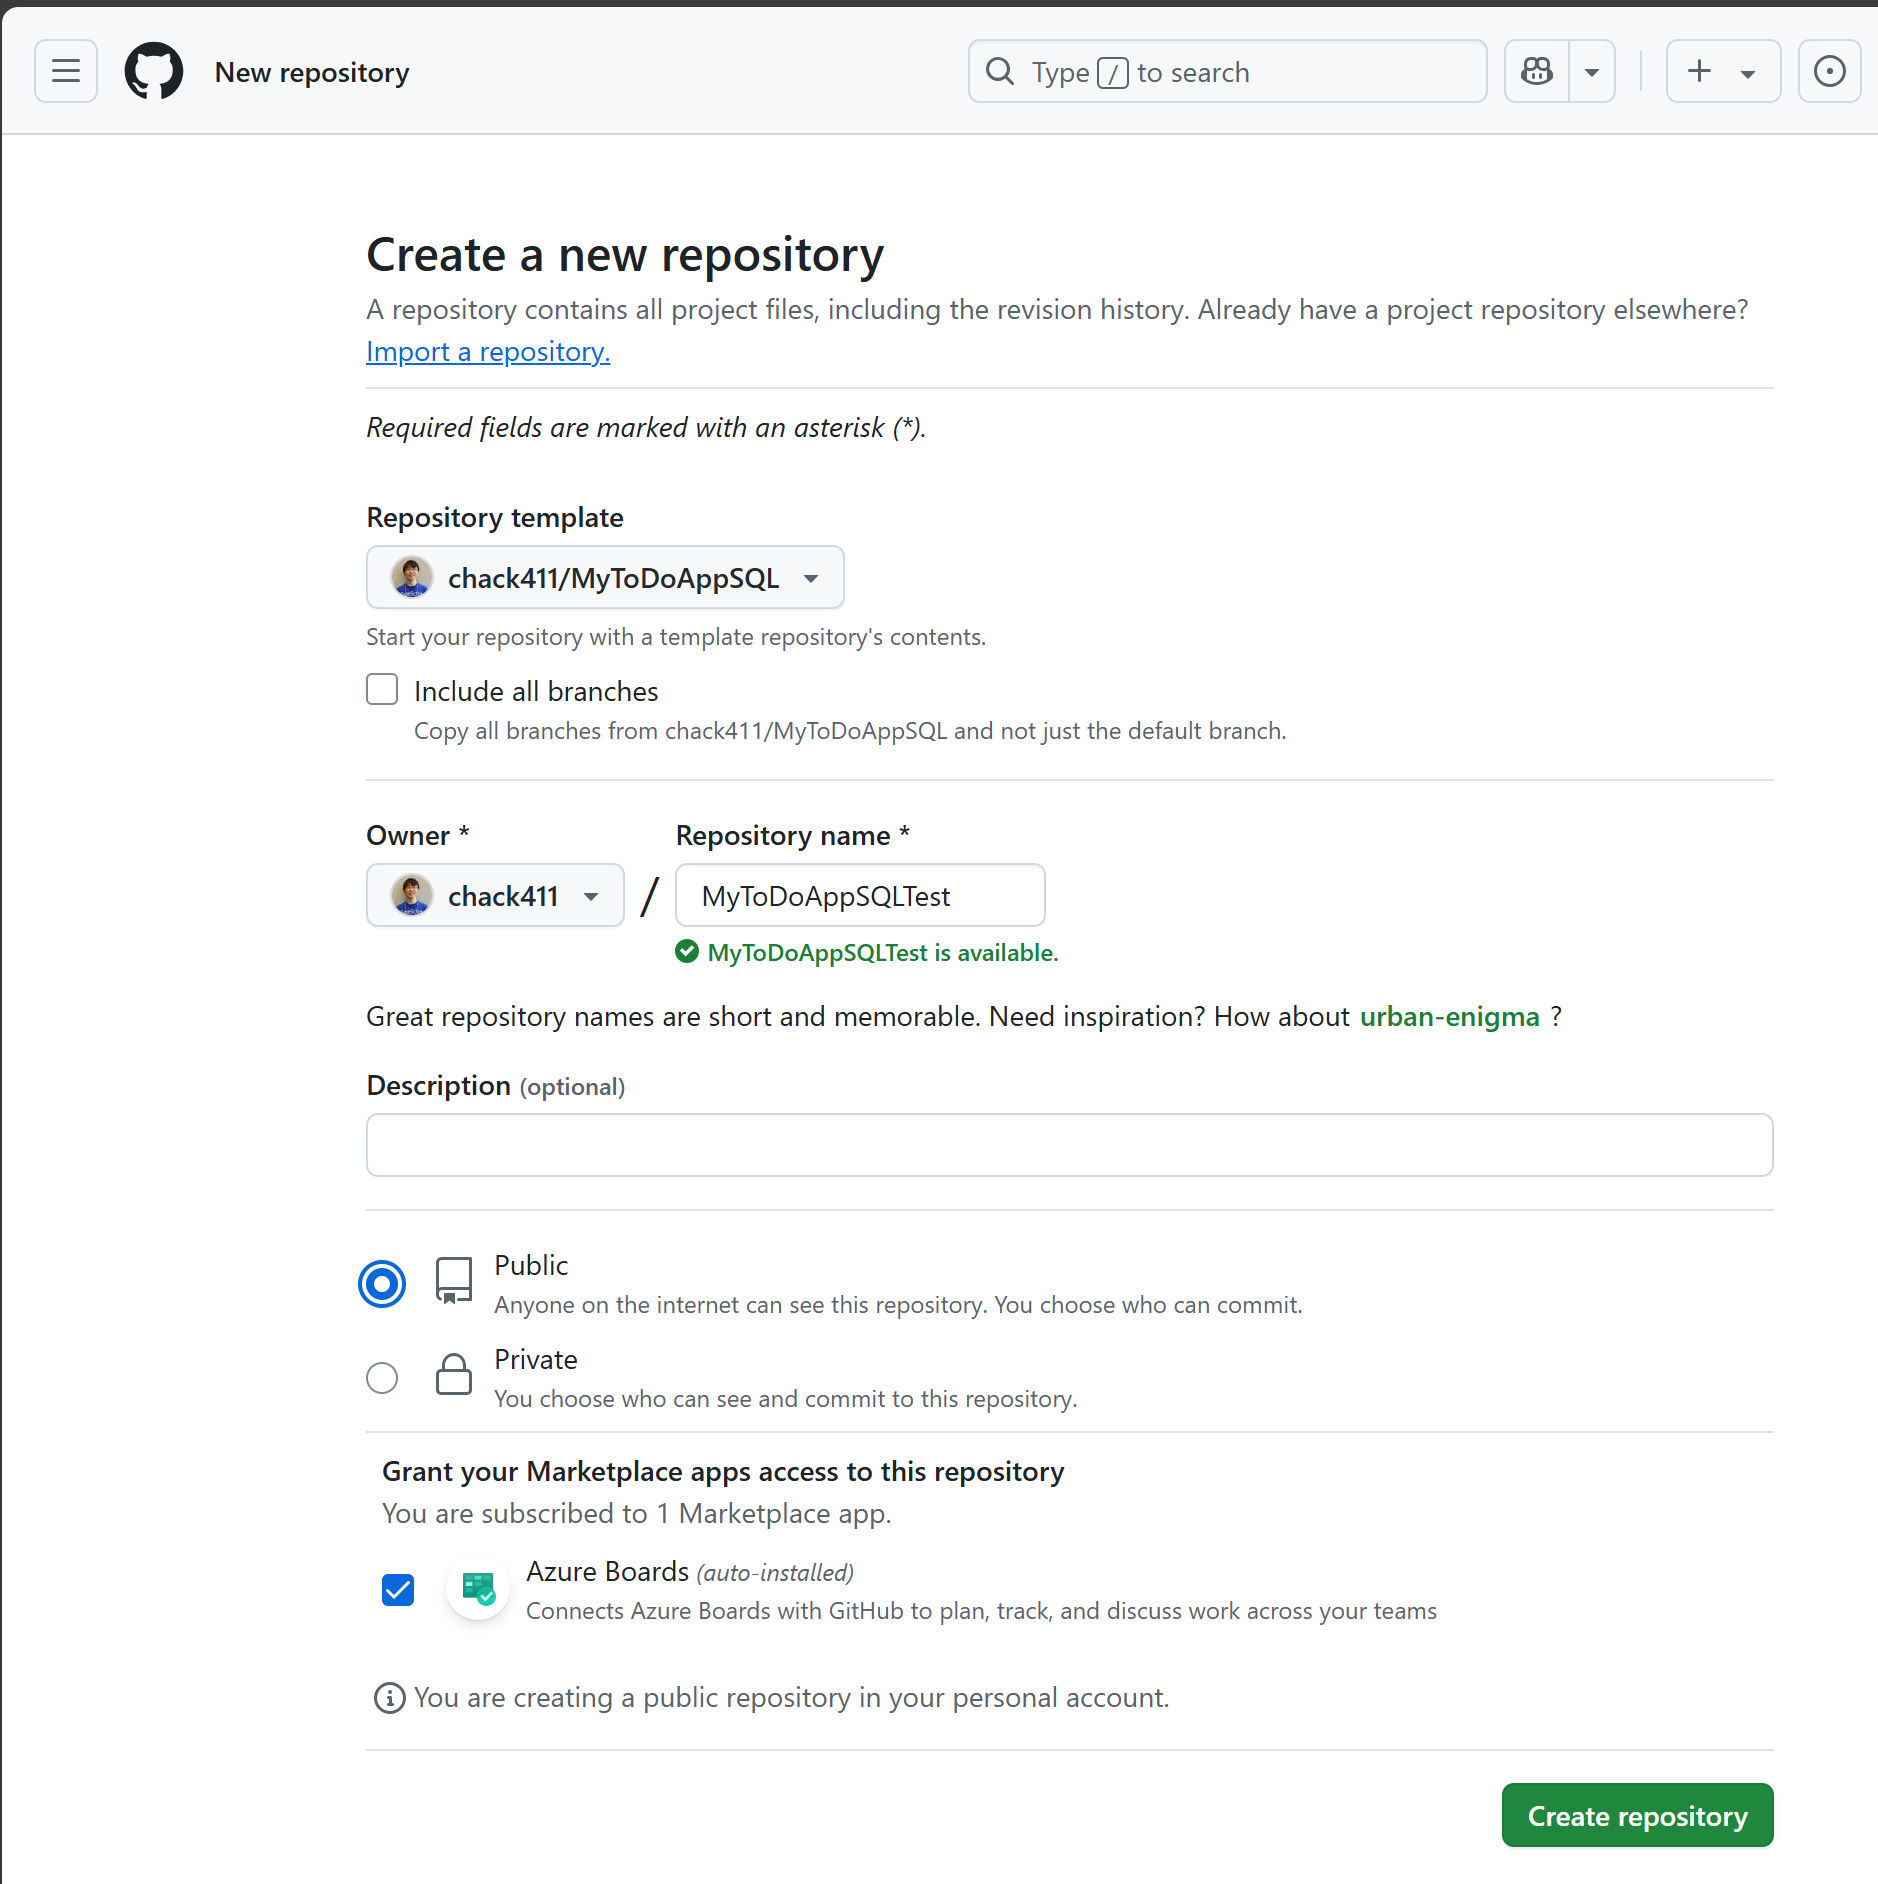 New repository
Type / to search
Create a new repository
A repository contains all project files, including the revision history. Already have a project repository elsewhere?
Import a repository.
Required fields are marked with an asterisk (*).
Repository template
chack411/MyToDoAppSQL
Start your repository with a template repository's contents.
Include all branches
Copy all branches from chack411/MyToDoAppSQL and not just the default branch.
Owner * Repository name *
chack411 / MyToDoAppSQLTest
MyToDoAppSQLTest is available.
Great repository names are short and memorable. Need inspiration? How about urban-enigma ?
Description (optional)
Public
Anyone on the internet can see this repository. You choose who can commit.
Private
You choose who can see and commit to this repository.
Grant your Marketplace apps access to this repository
You are subscribed to 1 Marketplace app.
Azure Boards (auto-installed)
Connects Azure Boards with GitHub to plan, track, and discuss work across your teams
You are creating a public repository in your personal account.
Create repository